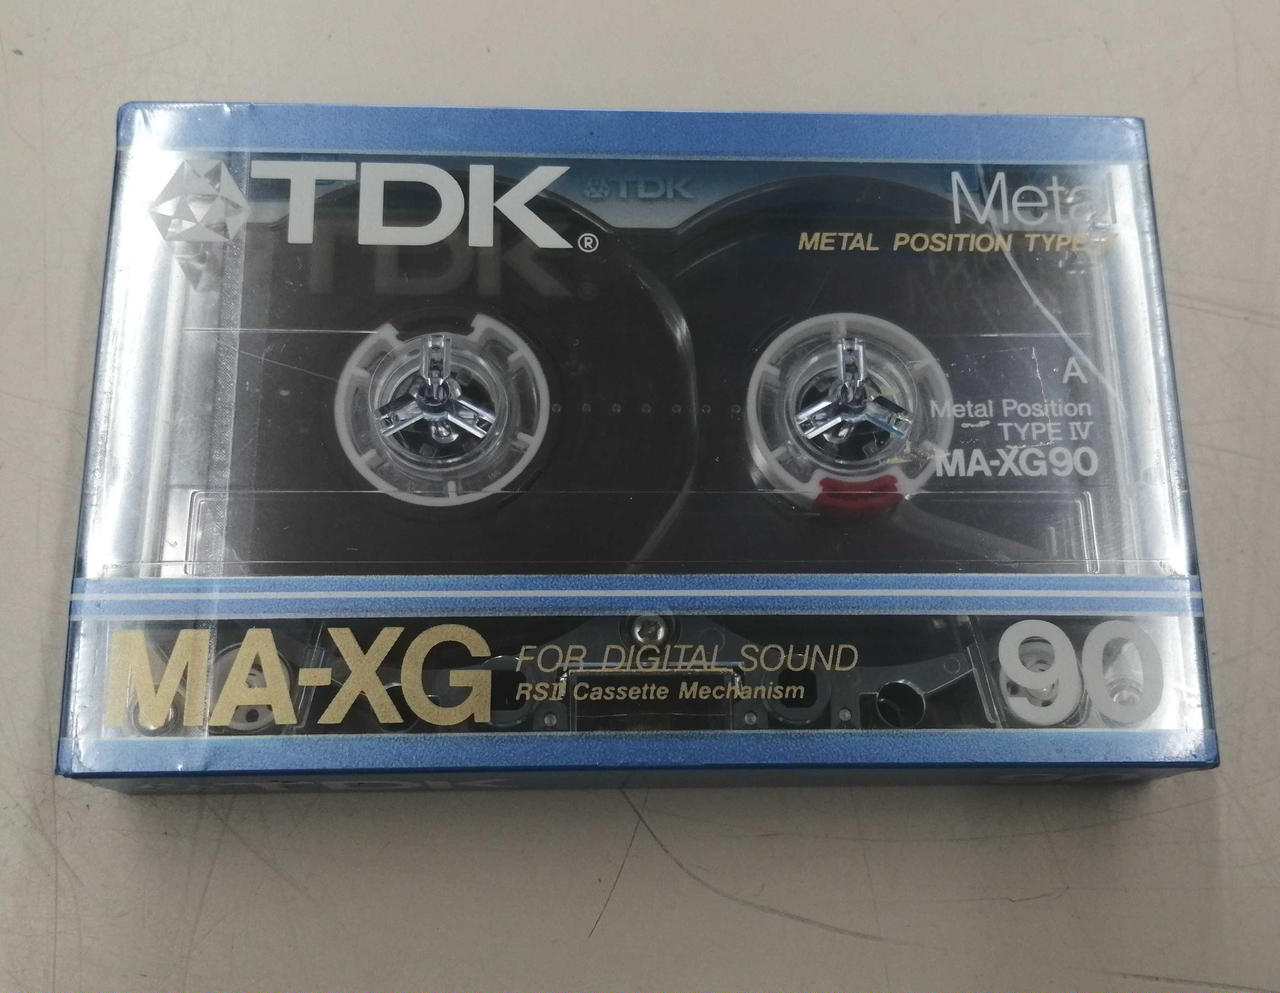 TDK®
TDK
Metal
METAL POSITION TYPE
A
Metal Position
TYPE IV
MA-XG90
MA-XG
FOR DIGITAL SOUND
RSII Cassette Mechanism
90